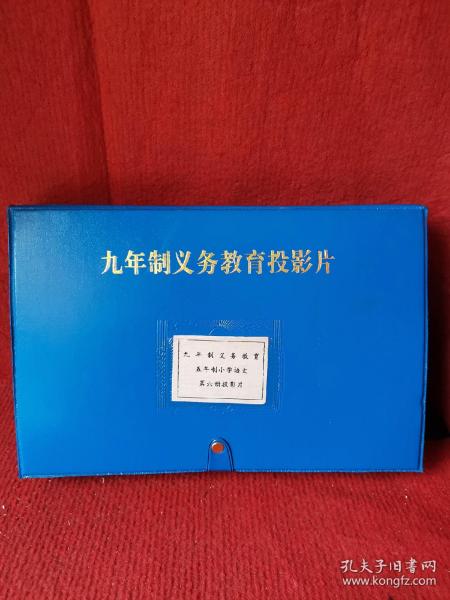 九年制义务教育投影片
九年制义务教育
五年制小学语文
第六册投影片
孔夫子旧书网
www.kongfz.com